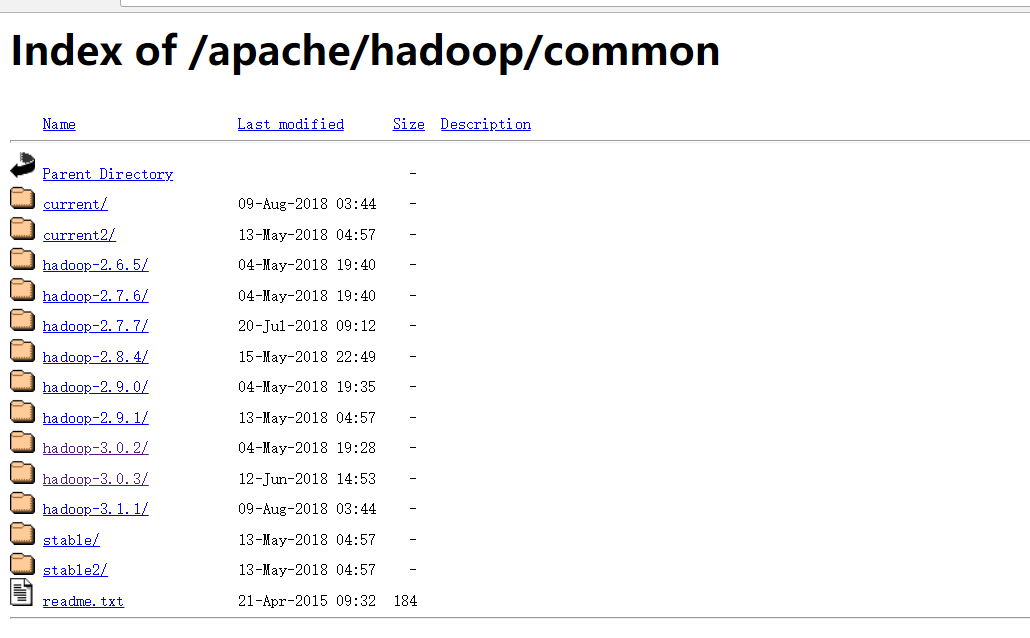 Index of /apache/hadoop/common
Name Last modified Size Description
Parent Directory -
current/ 09-Aug-2018 03:44 -
current2/ 13-May-2018 04:57 -
hadoop-2.6.5/ 04-May-2018 19:40 -
hadoop-2.7.6/ 04-May-2018 19:40 -
hadoop-2.7.7/ 20-Jul-2018 09:12 -
hadoop-2.8.4/ 15-May-2018 22:49 -
hadoop-2.9.0/ 04-May-2018 19:35 -
hadoop-2.9.1/ 13-May-2018 04:57 -
hadoop-3.0.2/ 04-May-2018 19:28 -
hadoop-3.0.3/ 12-Jun-2018 14:53 -
hadoop-3.1.1/ 09-Aug-2018 03:44 -
stable/ 13-May-2018 04:57 -
stable2/ 13-May-2018 04:57 -
readme.txt 21-Apr-2015 09:32 184